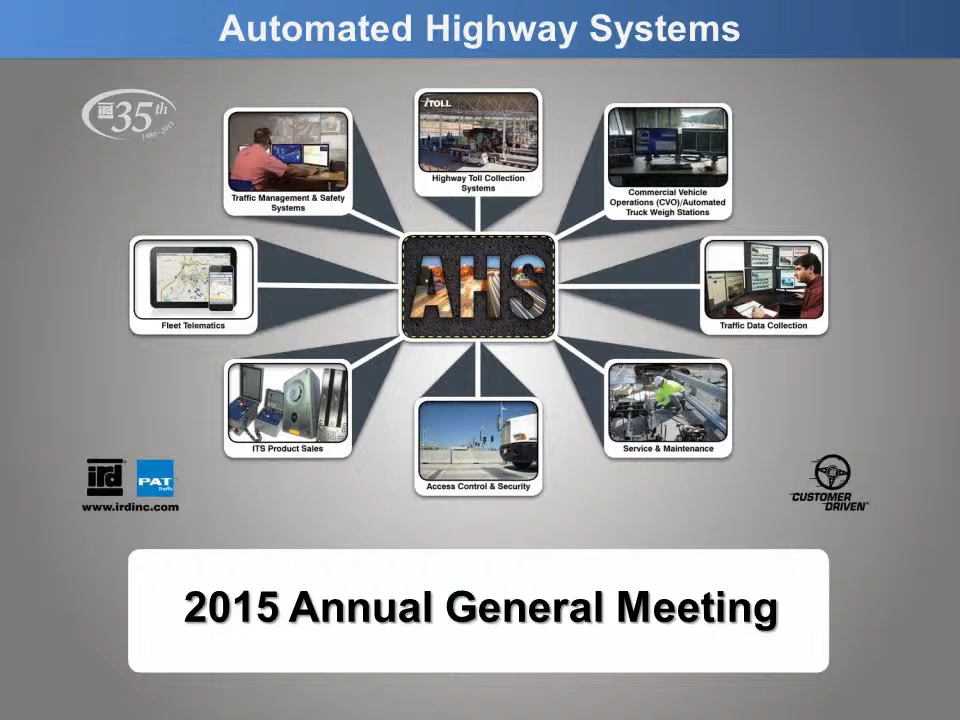 Automated Highway Systems
ird 35th
1980 - 2015
iTOLL
Highway Toll Collection
Systems
Traffic Management & Safety
Systems
Commercial Vehicle
Operations (CVO)/Automated
Truck Weigh Stations
AHS
Fleet Telematics
Traffic Data Collection
ITS Product Sales
Service & Maintenance
Access Control & Security
ird
PAT
Traffic
www.irdinc.com
CUSTOMER
DRIVEN
2015 Annual General Meeting